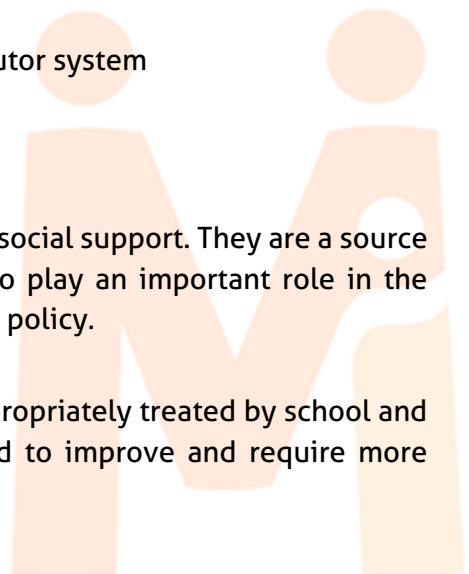 utor system
social support. They are a source
o play an important role in the
policy.
propriately treated by school and
d to improve and require more